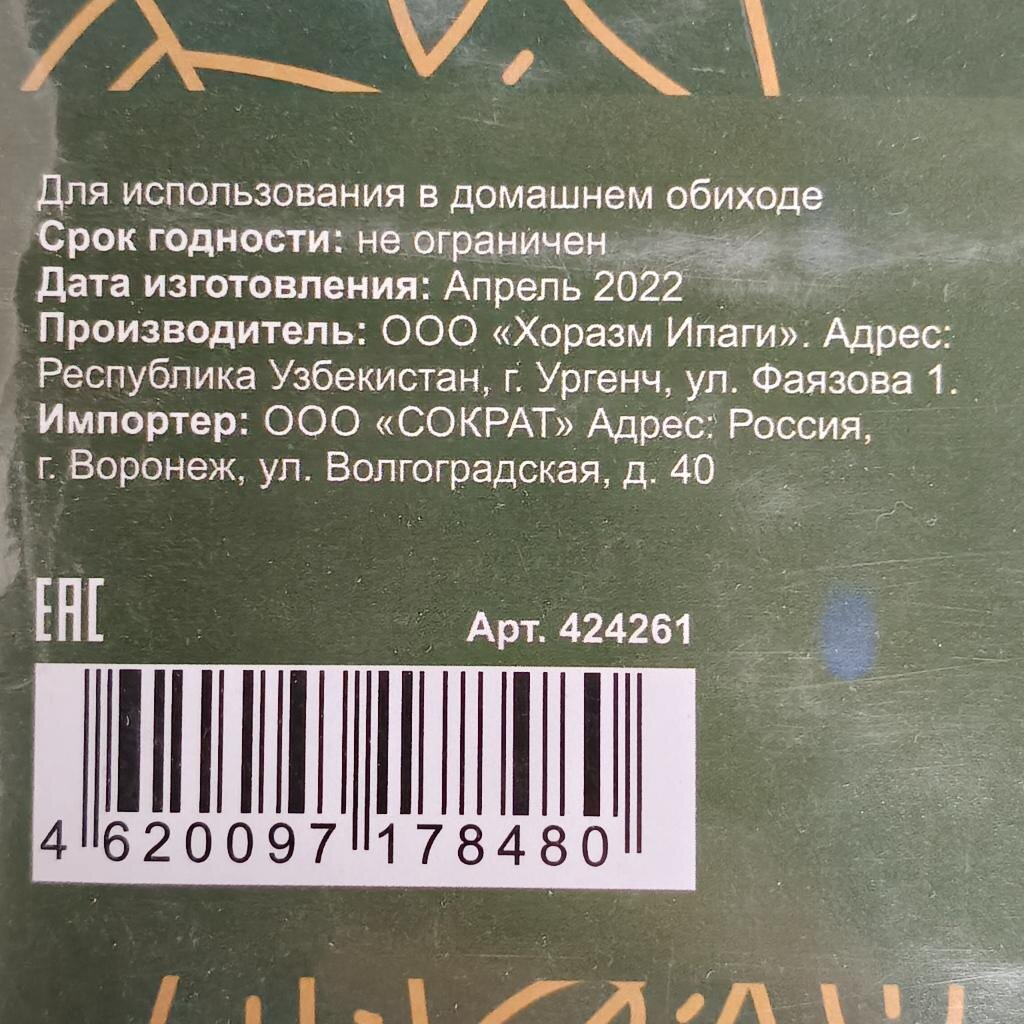 Для использования в домашнем обиходе
Срок годности: не ограничен
Дата изготовления: Апрель 2022
Производитель: ООО «Хоразм Ипаги». Адрес:
Республика Узбекистан, г. Ургенч, ул. Фаязова 1.
Импортер: ООО «СОКРАТ» Адрес: Россия,
г. Воронеж, ул. Волгоградская, д. 40
EAC
Арт. 424261
4 620097 178480